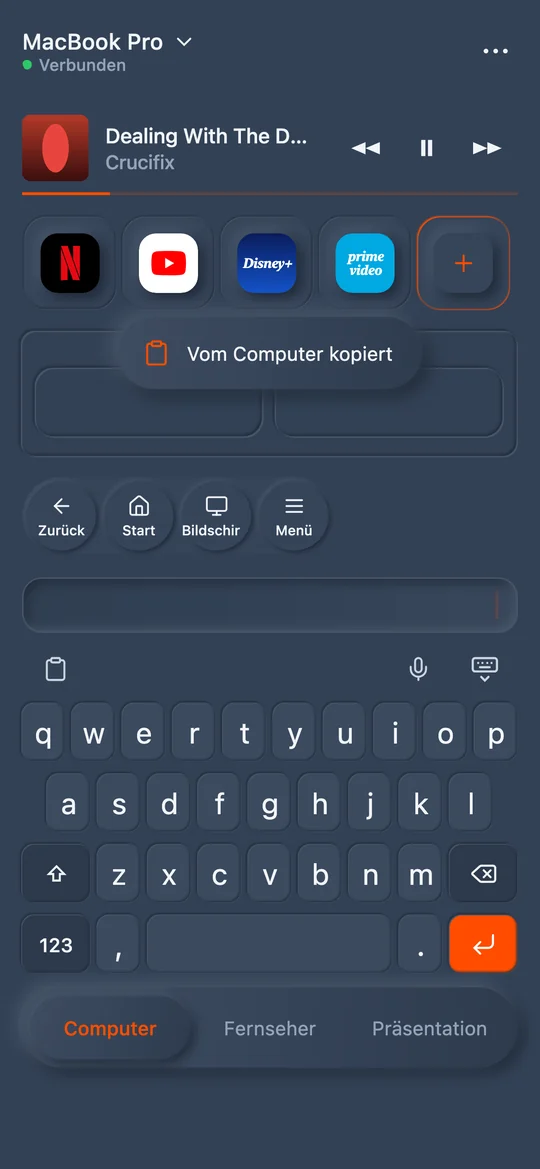 MacBook Pro
Verbunden
Dealing With The D...
Crucifix
N
Disney+
prime
video
Vom Computer kopiert
Zurück
Start
Bildschir
Menü
q w e r t y u i o p
a s d f g h j k l
z x c v b n m
123 , .
Computer
Fernseher
Präsentation